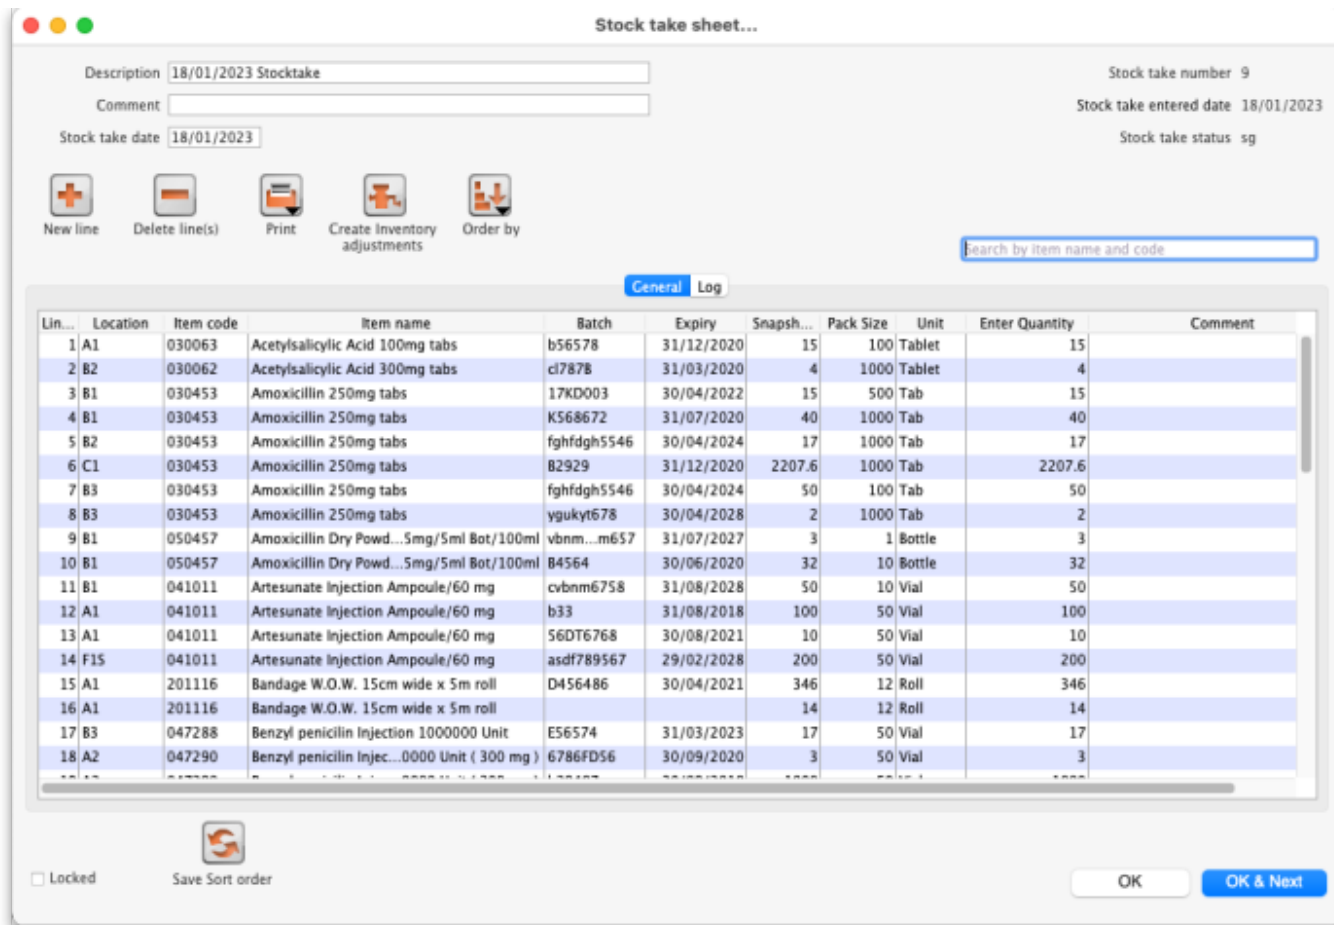 Stock take sheet...
Description 18/01/2023 Stocktake
Stock take number 9
Comment
Stock take entered date 18/01/2023
Stock take date 18/01/2023
Stock take status sg
New line Delete line(s) Print Create Inventory adjustments Order by
Search by item name and code
General Log
Lin... Location Item code Item name Batch Expiry Snapsh... Pack Size Unit Enter Quantity Comment
1 A1 030063 Acetylsalicylic Acid 100mg tabs b56578 31/12/2020 15 100 Tablet 15
2 B2 030062 Acetylsalicylic Acid 300mg tabs cl787B 31/03/2020 4 1000 Tablet 4
3 B1 030453 Amoxicillin 250mg tabs 17KD003 30/04/2022 15 500 Tab 15
4 B1 030453 Amoxicillin 250mg tabs K568672 31/07/2020 40 1000 Tab 40
5 B2 030453 Amoxicillin 250mg tabs fghfdgh5546 30/04/2024 17 1000 Tab 17
6 C1 030453 Amoxicillin 250mg tabs B2929 31/12/2020 2207.6 1000 Tab 2207.6
7 B3 030453 Amoxicillin 250mg tabs fghfdgh5546 30/04/2024 50 100 Tab 50
8 B3 030453 Amoxicillin 250mg tabs ygukyt678 30/04/2028 2 1000 Tab 2
9 B1 050457 Amoxicillin Dry Powd...5mg/5ml Bot/100ml vbnm...m657 31/07/2027 3 1 Bottle 3
10 B1 050457 Amoxicillin Dry Powd...5mg/5ml Bot/100ml B4564 30/06/2020 32 10 Bottle 32
11 B1 041011 Artesunate Injection Ampoule/60 mg cvbnm6758 31/08/2028 50 10 Vial 50
12 A1 041011 Artesunate Injection Ampoule/60 mg b33 31/08/2018 100 50 Vial 100
13 A1 041011 Artesunate Injection Ampoule/60 mg 56DT6768 30/08/2021 10 50 Vial 10
14 F15 041011 Artesunate Injection Ampoule/60 mg asdf789567 29/02/2028 200 50 Vial 200
15 A1 201116 Bandage W.O.W. 15cm wide x 5m roll D456486 30/04/2021 346 12 Roll 346
16 A1 201116 Bandage W.O.W. 15cm wide x 5m roll 14 12 Roll 14
17 B3 047288 Benzyl penicilin Injection 1000000 Unit E56574 31/03/2023 17 50 Vial 17
18 A2 047290 Benzyl penicilin Injec...0000 Unit ( 300 mg ) 6786FD56 30/09/2020 3 50 Vial 3
Locked
Save Sort order
OK
OK & Next